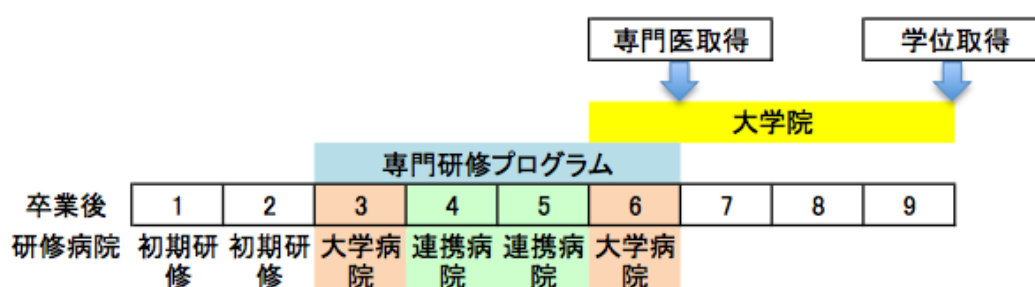 専門医取得 学位取得
大学院
専門研修プログラム
卒業後 1 2 3 4 5 6 7 8 9
研修病院 初期研修 初期研修 大学病院 連携病院 連携病院 大学病院